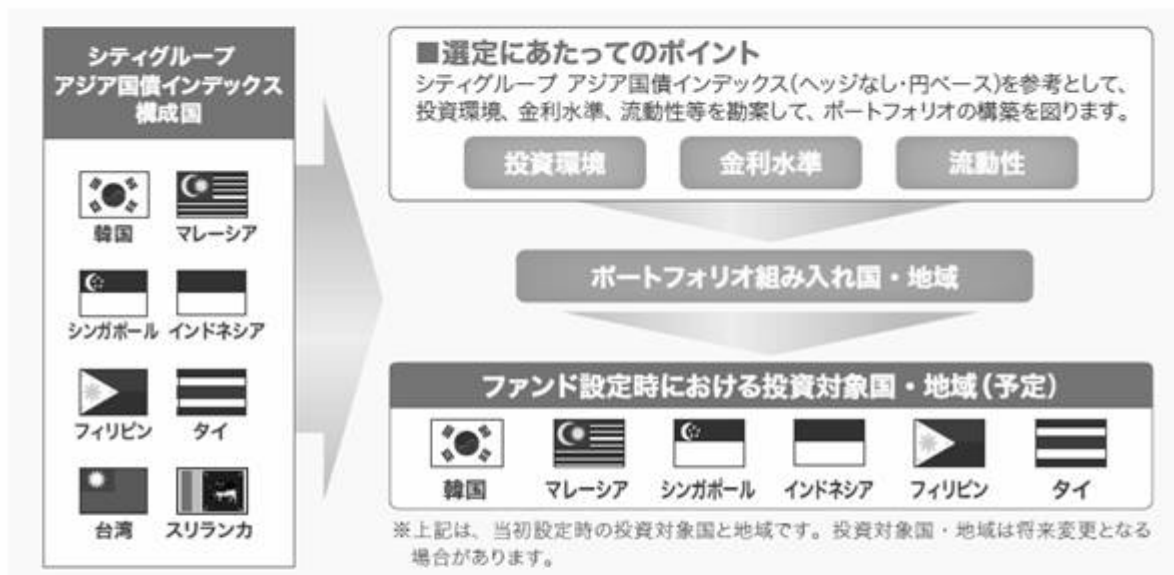 シティグループ
アジア国債インデックス
構成国
韓国 マレーシア
シンガポール インドネシア
フィリピン タイ
台湾 スリランカ
■選定にあたってのポイント
シティグループ アジア国債インデックス(ヘッジなし・円ベース)を参考として、
投資環境、金利水準、流動性等を勘案して、ポートフォリオの構築を図ります。
投資環境 金利水準 流動性
ポートフォリオ組み入れ国・地域
ファンド設定時における投資対象国・地域(予定)
韓国 マレーシア シンガポール インドネシア フィリピン タイ
※上記は、当初設定時の投資対象国と地域です。投資対象国・地域は将来変更となる
場合があります。